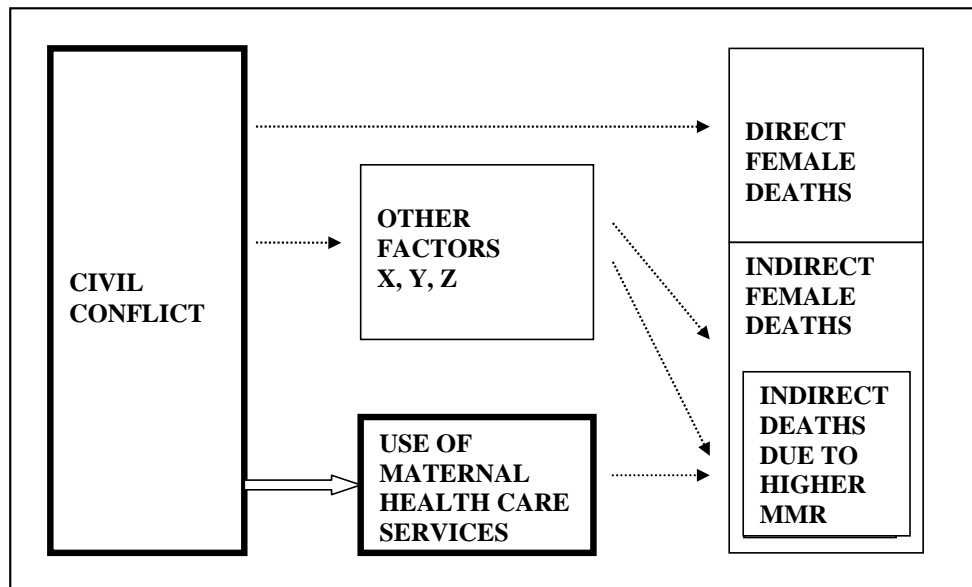 CIVIL
CONFLICT
OTHER
FACTORS
X, Y, Z
USE OF
MATERNAL
HEALTH CARE
SERVICES
DIRECT
FEMALE
DEATHS
INDIRECT
FEMALE
DEATHS
INDIRECT
DEATHS
DUE TO
HIGHER
MMR